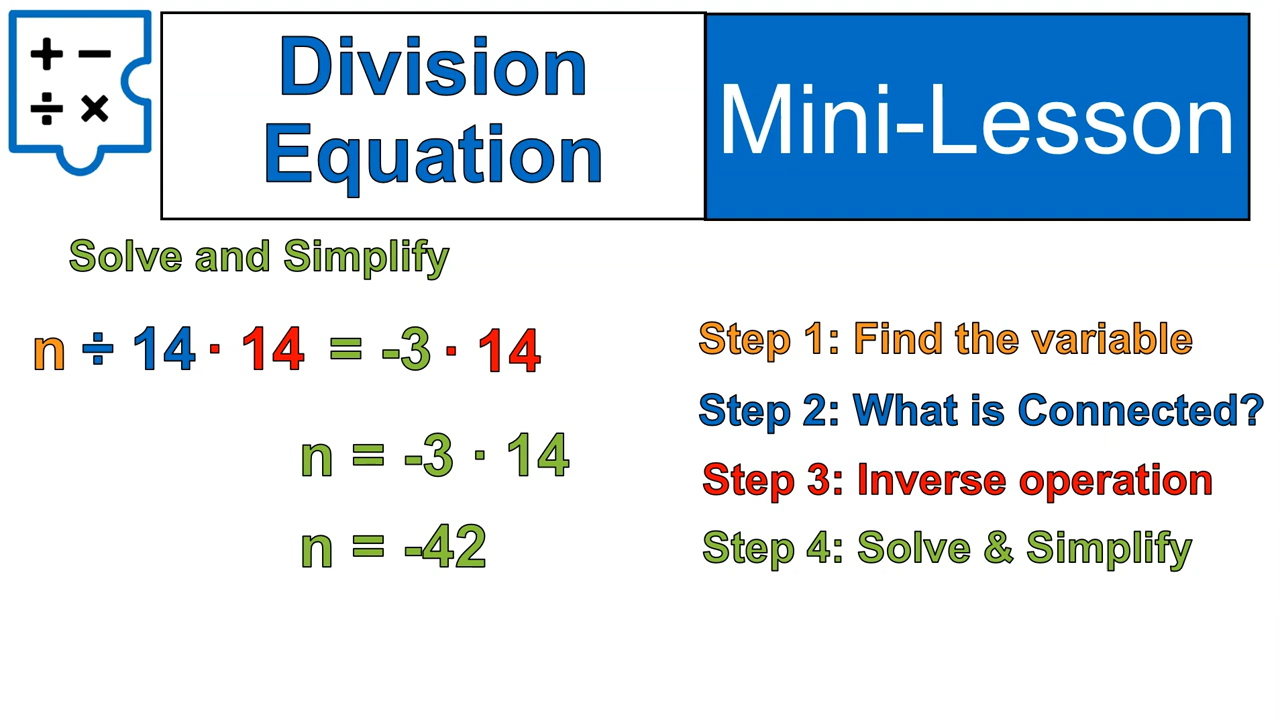 + −
÷ ×
Division
Equation
Mini-Lesson
Solve and Simplify
n ÷ 14 · 14 = -3 · 14
n = -3 · 14
n = -42
Step 1: Find the variable
Step 2: What is Connected?
Step 3: Inverse operation
Step 4: Solve & Simplify